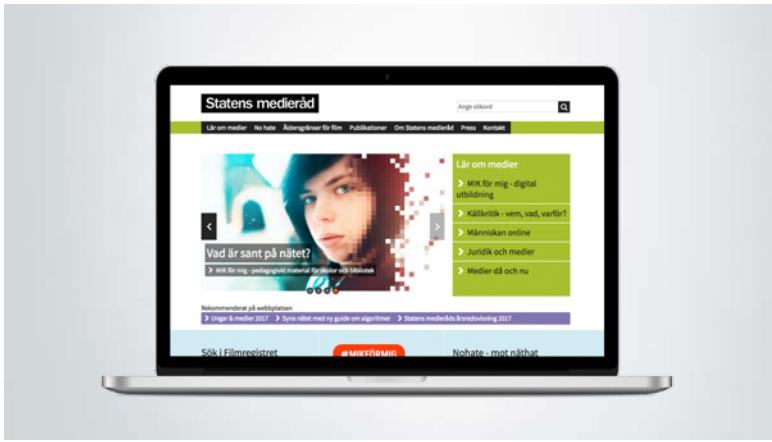 Statens medieråd
Ange sökord
Lär om medier No hate Åldersgränser för film Publikationer Om Statens medieråd Press Kontakt
Vad är sant på nätet?
MIK för mig - pedagogiskt material för skolor och bibliotek
Lär om medier
MIK för mig - digital
utbildning
Källkritik - vem, vad, varför?
Människan online
Juridik och medier
Medier då och nu
Rekommenderat på webbplatsen
Ungar & medier 2017 Syna nätet med ny guide om algoritmer Statens medieråds årsredovisning 2017
Sök i Filmregistret
#MIKFÖRMIG
Nohate - mot näthat